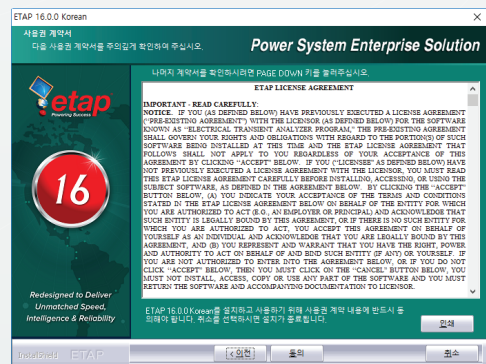 ETAP 16.0.0 Korean
사용권 계약서
다음 사용권 계약서를 주의깊게 확인하여 주십시오.
Power System Enterprise Solution
나머지 계약서를 확인하시려면 PAGE DOWN 키를 눌러주십시오.
etap
Powering Success
16
Redesigned to Deliver
Unmatched Speed,
Intelligence & Reliability
ETAP LICENSE AGREEMENT
IMPORTANT - READ CAREFULLY:
NOTICE. IF YOU (AS DEFINED BELOW) HAVE PREVIOUSLY EXECUTED A LICENSE AGREEMENT
("PRE-EXISTING AGREEMENT") WITH THE LICENSOR (AS DEFINED BELOW) FOR THE SOFTWARE
KNOWN AS "ELECTRICAL TRANSIENT ANALYZER PROGRAM," THE PRE-EXISTING AGREEMENT
SHALL GOVERN YOUR RIGHTS AND OBLIGATIONS WITH REGARD TO THE PORTION(S) OF SUCH
SOFTWARE BEING INSTALLED AT THIS TIME AND THE ETAP LICENSE AGREEMENT THAT
FOLLOWS SHALL NOT APPLY TO YOU REGARDLESS OF YOUR ACCEPTANCE OF THIS
AGREEMENT BY CLICKING "ACCEPT" BELOW. IF YOU ("LICENSEE" AS DEFINED BELOW) HAVE
NOT PREVIOUSLY EXECUTED A LICENSE AGREEMENT WITH THE LICENSOR, YOU MUST READ
THIS ETAP LICENSE AGREEMENT CAREFULLY BEFORE INSTALLING, ACCESSING, OR USING THE
SUBJECT SOFTWARE, AS DEFINED IN THE AGREEMENT BELOW. BY CLICKING THE "ACCEPT"
BUTTON BELOW, (A) YOU INDICATE YOUR ACCEPTANCE OF THE TERMS AND CONDITIONS
STATED IN THE ETAP LICENSE AGREEMENT BELOW ON BEHALF OF THE ENTITY FOR WHICH
YOU ARE AUTHORIZED TO ACT (E.G., AN EMPLOYER OR PRINCIPAL) AND ACKNOWLEDGE THAT
SUCH ENTITY IS LEGALLY BOUND BY THIS AGREEMENT, OR IF THERE IS NO SUCH ENTITY FOR
WHICH YOU ARE AUTHORIZED TO ACT, YOU ACCEPT THIS AGREEMENT ON BEHALF OF
YOURSELF AS AN INDIVIDUAL AND ACKNOWLEDGE THAT YOU ARE LEGALLY BOUND BY THIS
AGREEMENT, AND (B) YOU REPRESENT AND WARRANT THAT YOU HAVE THE RIGHT, POWER
AND AUTHORITY TO ACT ON BEHALF OF AND BIND SUCH ENTITY (IF ANY) OR YOURSELF. IF
YOU ARE NOT AUTHORIZED TO ENTER INTO THE AGREEMENT BELOW, OR IF YOU DO NOT
CLICK "ACCEPT" BELOW, THEN YOU MUST CLICK ON THE "CANCEL" BUTTON BELOW, YOU
MUST NOT INSTALL, ACCESS, COPY OR USE ANY PART OF THE SOFTWARE AND YOU MUST
RETURN THE SOFTWARE AND ACCOMPANYING DOCUMENTATION TO LICENSOR.
ETAP 16.0.0 Korean를 설치하고 사용하기 위해 사용권 계약 내용에 반드시 동
의해야 합니다. 취소를 선택하시면 설치가 종료됩니다.
인쇄
InstallShield ETAP
< 이전
동의
취소